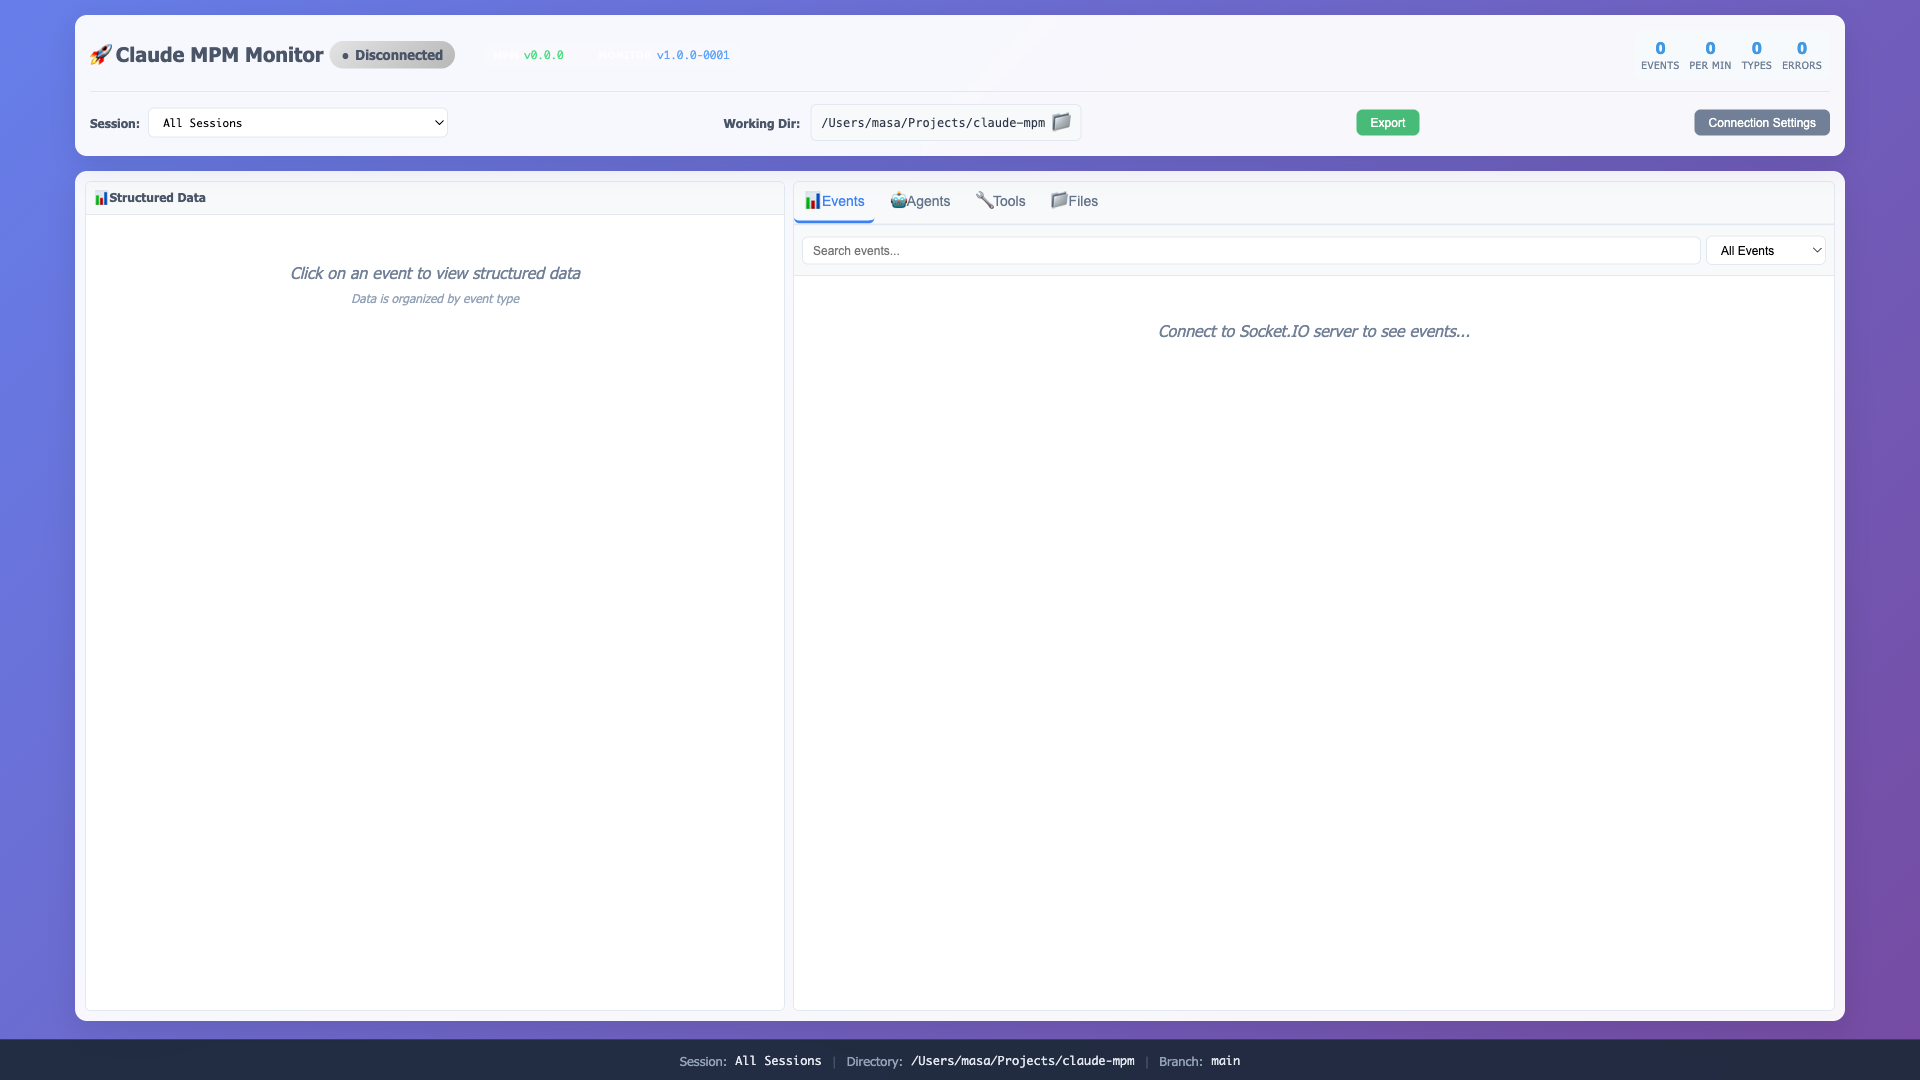 Claude MPM Monitor ● Disconnected v0.0.0 v1.0.0-0001
0 0 0 0
EVENTS PER MIN TYPES ERRORS
Session: All Sessions Working Dir: /Users/masa/Projects/claude-mpm Export Connection Settings
Structured Data
Click on an event to view structured data
Data is organized by event type
Events Agents Tools Files
Search events... All Events
Connect to Socket.IO server to see events...
Session: All Sessions | Directory: /Users/masa/Projects/claude-mpm | Branch: main